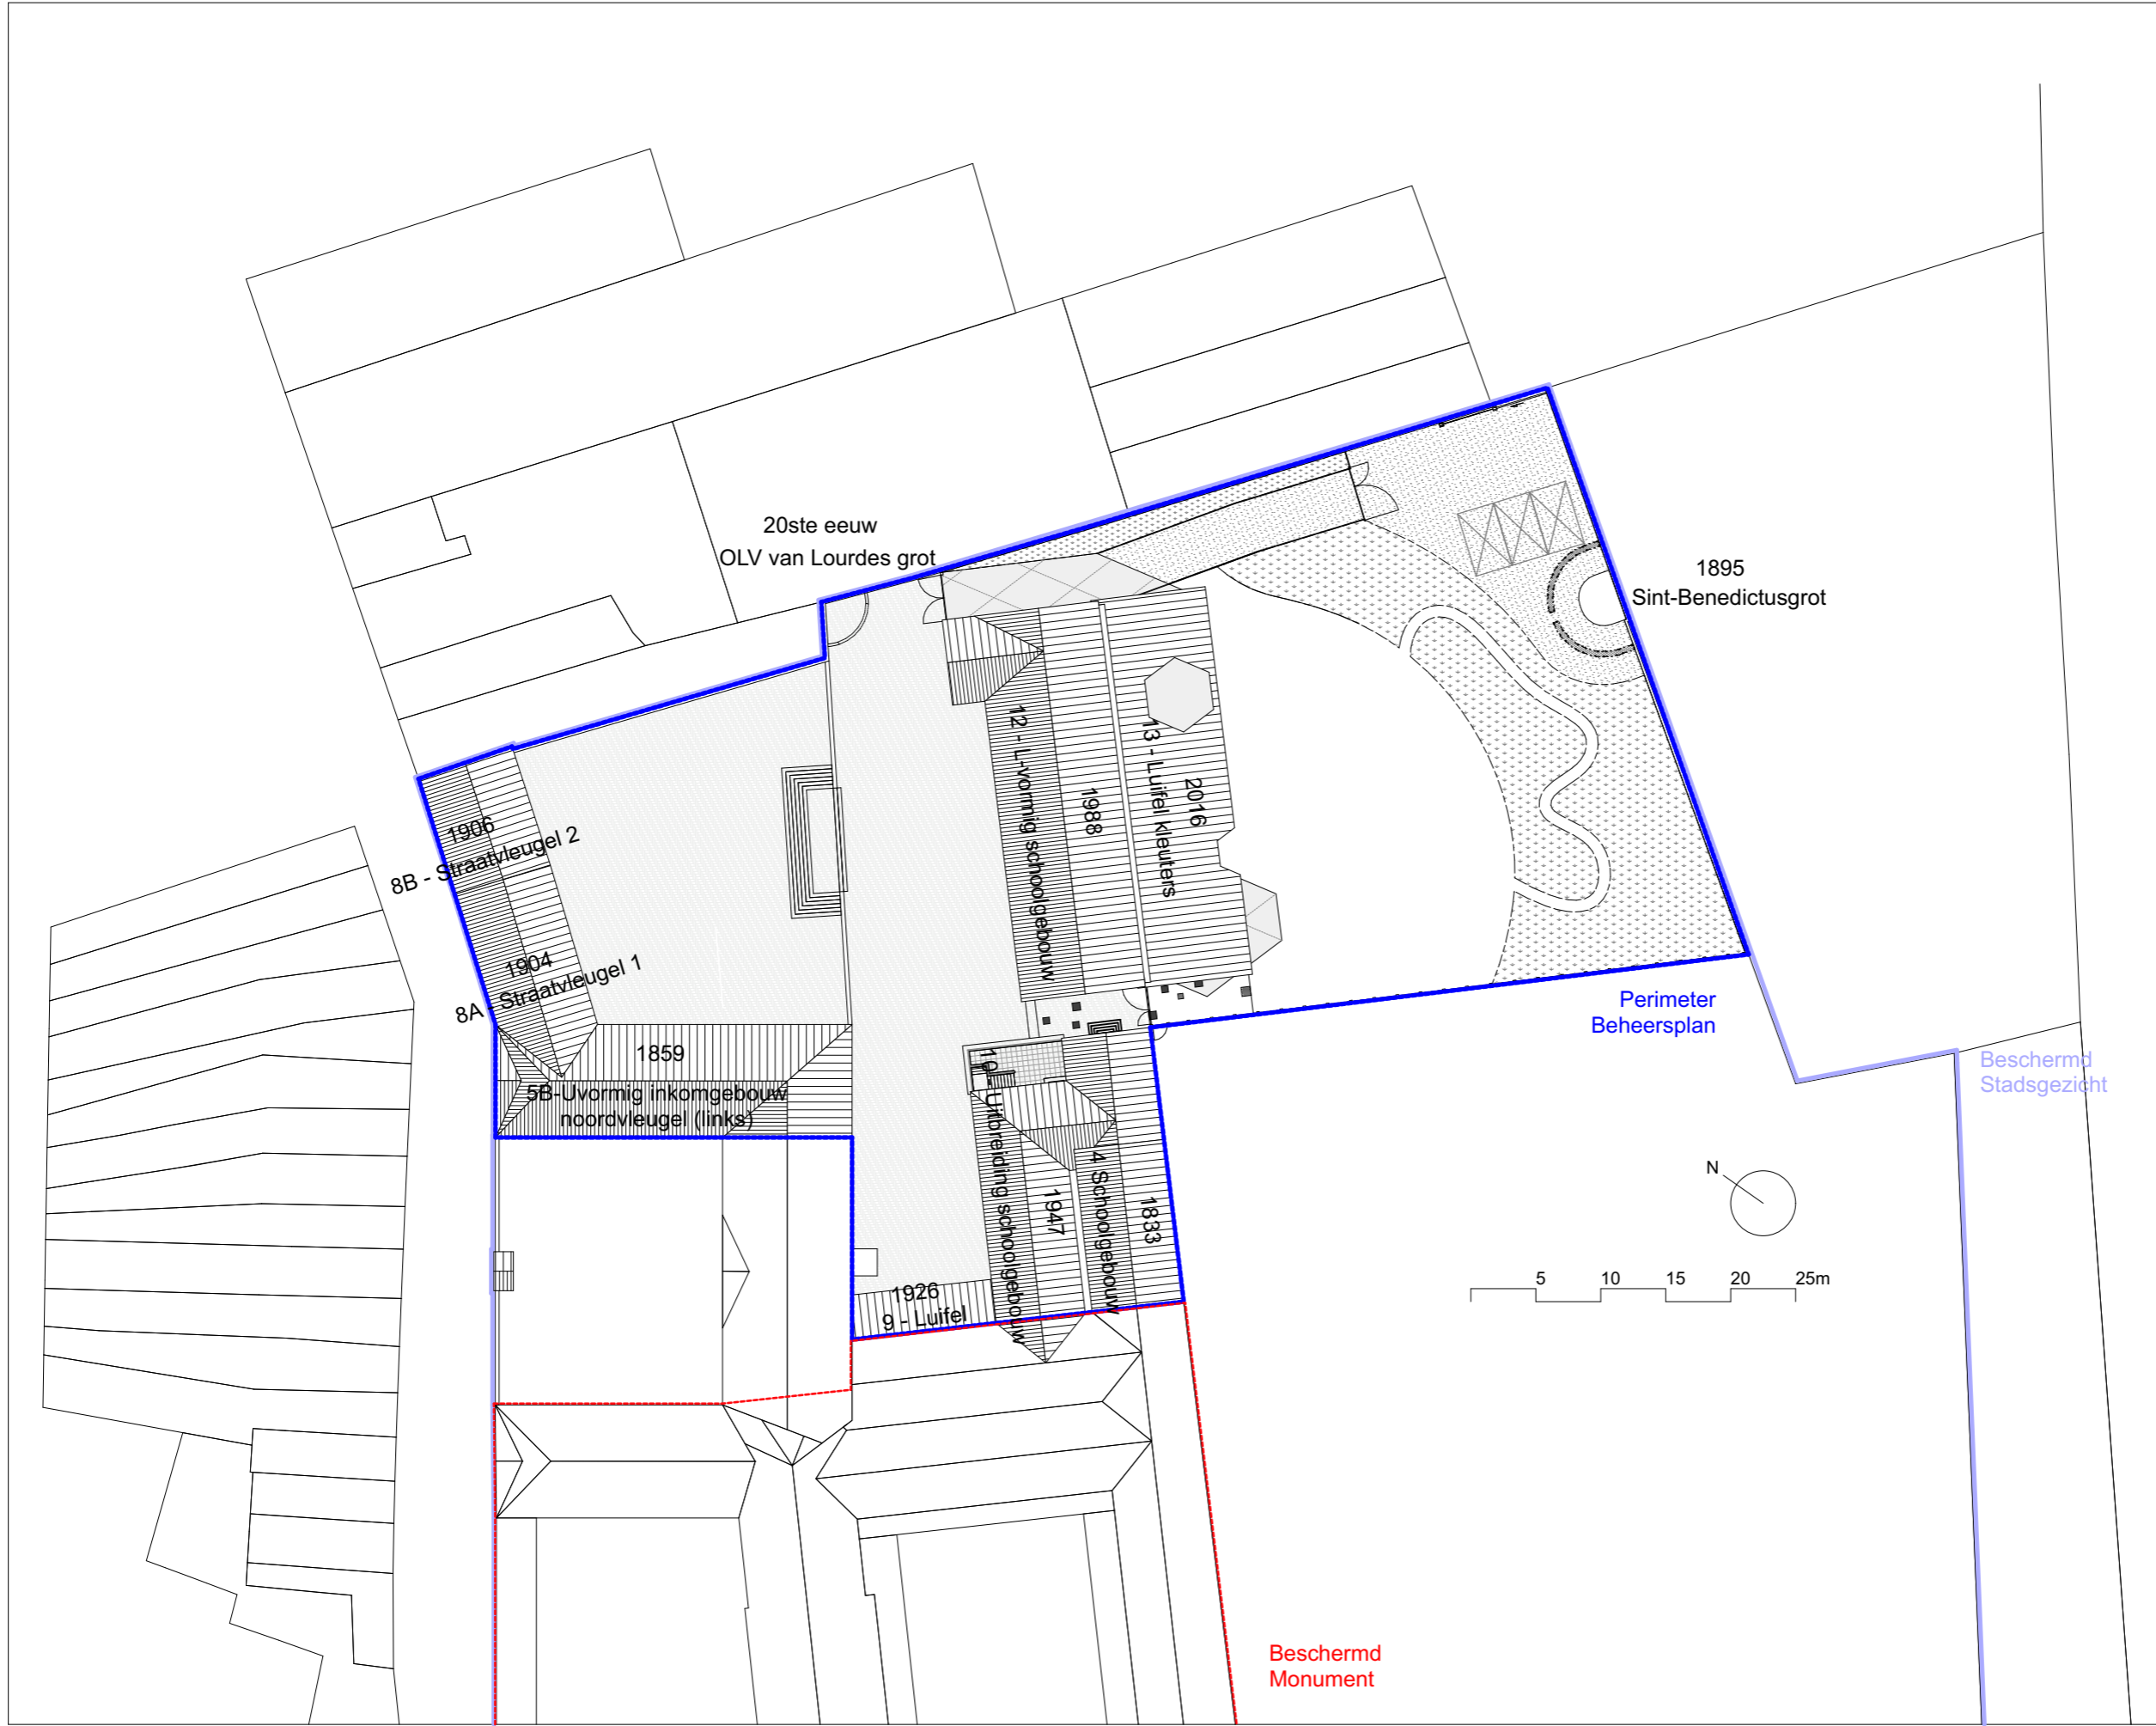 20ste eeuw
OLV van Lourdes grot
1895
Sint-Benedictusgrot
12 - L-vormig schoolgebouw
1988
13 - Luifel kleuters
2016
1906
8B - Straatvleugel 2
1904
8A - Straatvleugel 1
1859
5B-Uvormig inkomgebouw
noordvleugel (links)
Perimeter
Beheersplan
Beschermd
Stadsgezicht
10 - Uitbreiding schoolgebouw
1947
4 Schoolgebouw
1833
N
5 10 15 20 25m
1926
9 - Luifel
Beschermd
Monument